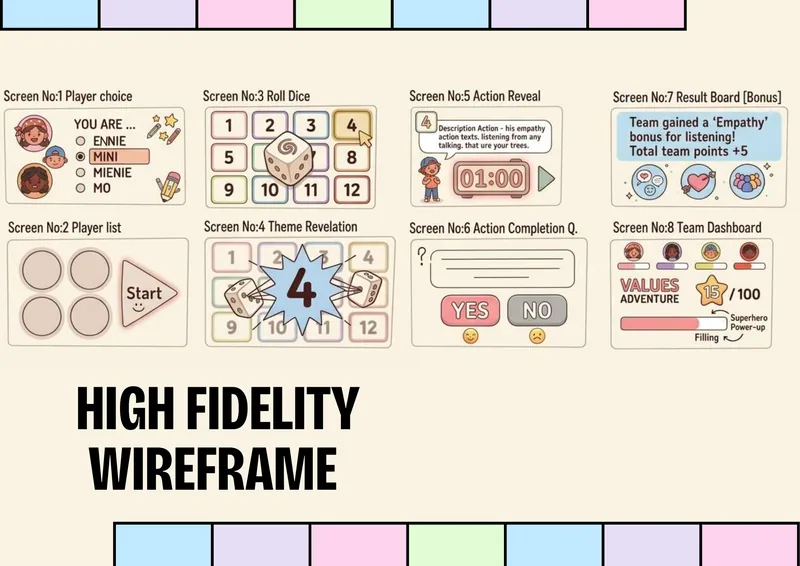 Screen No:1 Player choice
YOU ARE ...
ENNIE
MINI
MIENIE
MO
Screen No:2 Player list
Start
Screen No:3 Roll Dice
1 2 3 4
5 7 8
9 10 11 12
Screen No:4 Theme Revelation
1 2 3 4
4
9 10 11 12
Screen No:5 Action Reveal
4
Description Action - his empathy
action texts, listening from any
talking. that ure your trees.
01:00
Screen No:6 Action Completion Q.
?
YES NO
Screen No:7 Result Board [Bonus]
Team gained a 'Empathy'
bonus for listening!
Total team points +5
Screen No:8 Team Dashboard
VALUES
ADVENTURE
15 / 100
Superhero
Power-up
Filling
HIGH FIDELITY
WIREFRAME